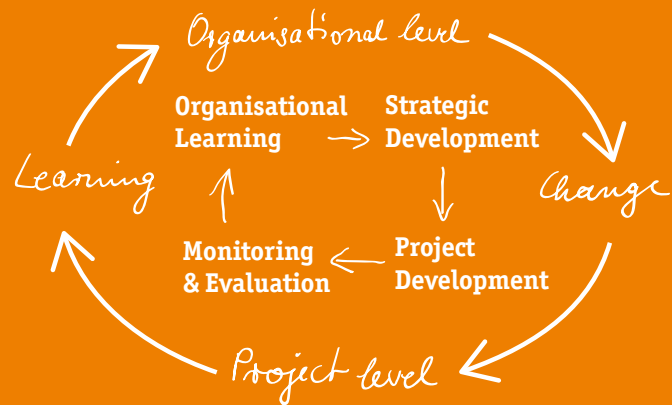 Organisational level
Organisational
Learning
Strategic
Development
Learning
Change
Monitoring
& Evaluation
Project
Development
Project level